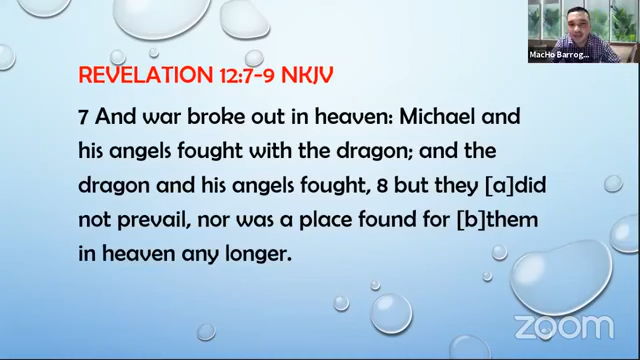 REVELATION 12:7-9 NKJV
7 And war broke out in heaven: Michael and
his angels fought with the dragon; and the
dragon and his angels fought, 8 but they [a]did
not prevail, nor was a place found for [b]them
in heaven any longer.
MacHo Barrog...
zoom